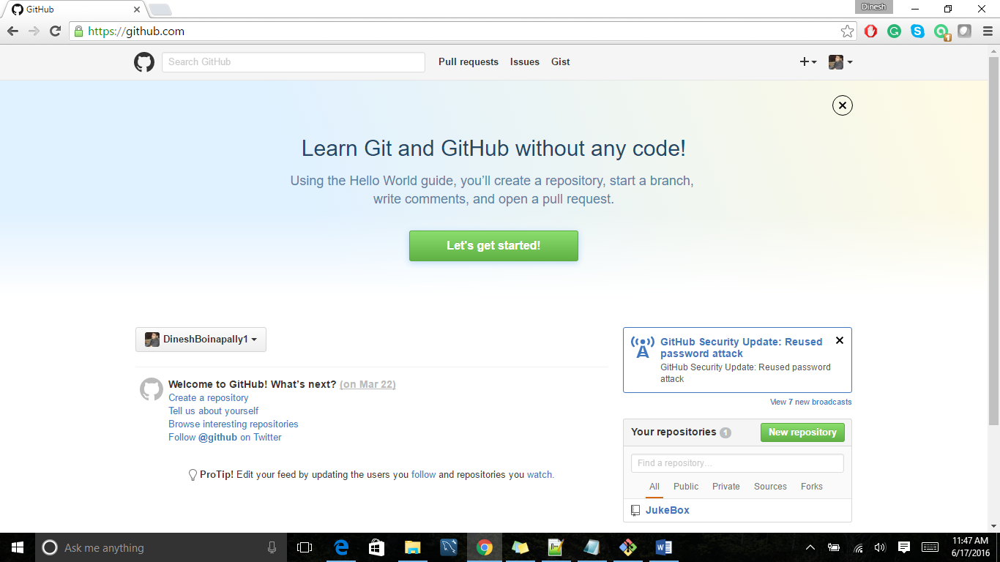 GitHub
Dinesh
https://github.com
1
Search GitHub
Pull requests
Issues
Gist
Learn Git and GitHub without any code!
Using the Hello World guide, you’ll create a repository, start a branch,
write comments, and open a pull request.
Let's get started!
DineshBoinapally1
Welcome to GitHub! What’s next? (on Mar 22)
Create a repository
Tell us about yourself
Browse interesting repositories
Follow @github on Twitter
ProTip! Edit your feed by updating the users you follow and repositories you watch.
GitHub Security Update: Reused
password attack
GitHub Security Update: Reused password
attack
View 7 new broadcasts
Your repositories 1
New repository
Find a repository…
All Public Private Sources Forks
JukeBox
Ask me anything
11:47 AM
6/17/2016